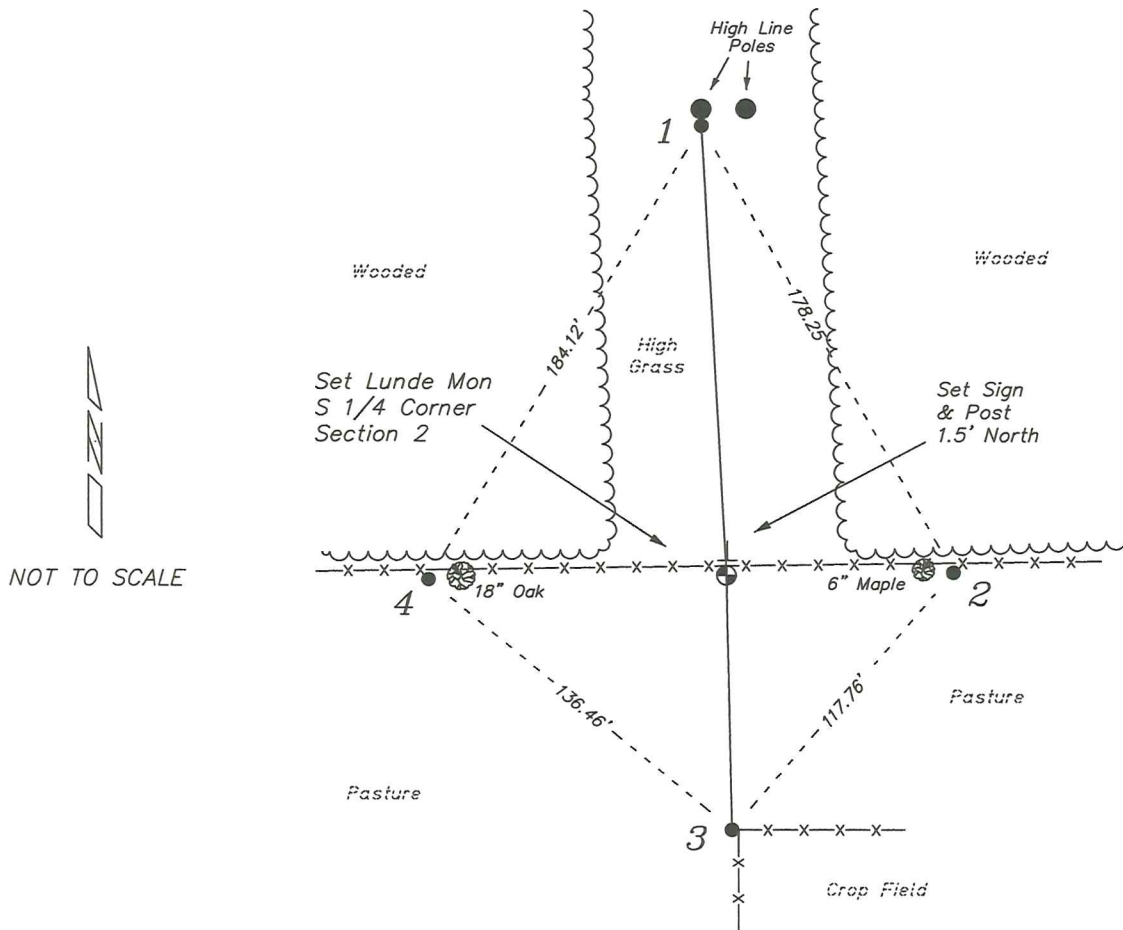 High Line
Poles
1
Wooded
Wooded
184.12'
178.25'
High
Grass
Set Lunde Mon
S 1/4 Corner
Section 2
Set Sign
& Post
1.5' North
N
NOT TO SCALE
4
18" Oak
6" Maple
2
136.46'
117.76'
Pasture
Pasture
3
Crop Field